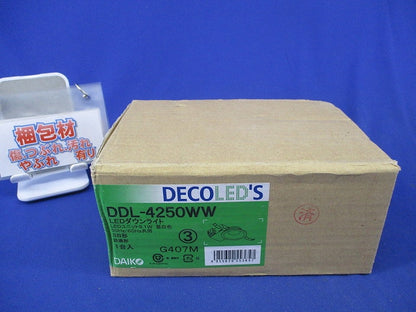 梱包材
傷,つぶれ,汚れ
やぶれ 有り
DECOLED'S
DDL-4250WW
LEDダウンライト
③
1台入
G407M
DAIKO
済